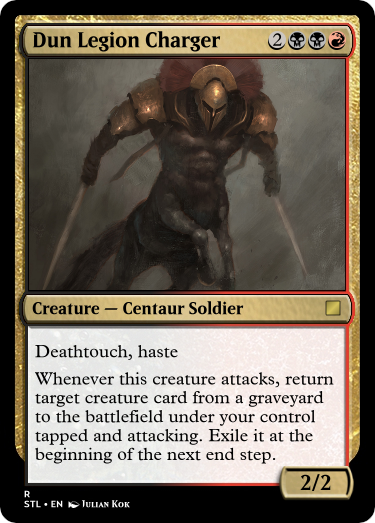 Dun Legion Charger 2
Creature — Centaur Soldier
Deathtouch, haste
Whenever this creature attacks, return
target creature card from a graveyard
to the battlefield under your control
tapped and attacking. Exile it at the
beginning of the next end step.
2/2
R
STL • EN Julian Kok